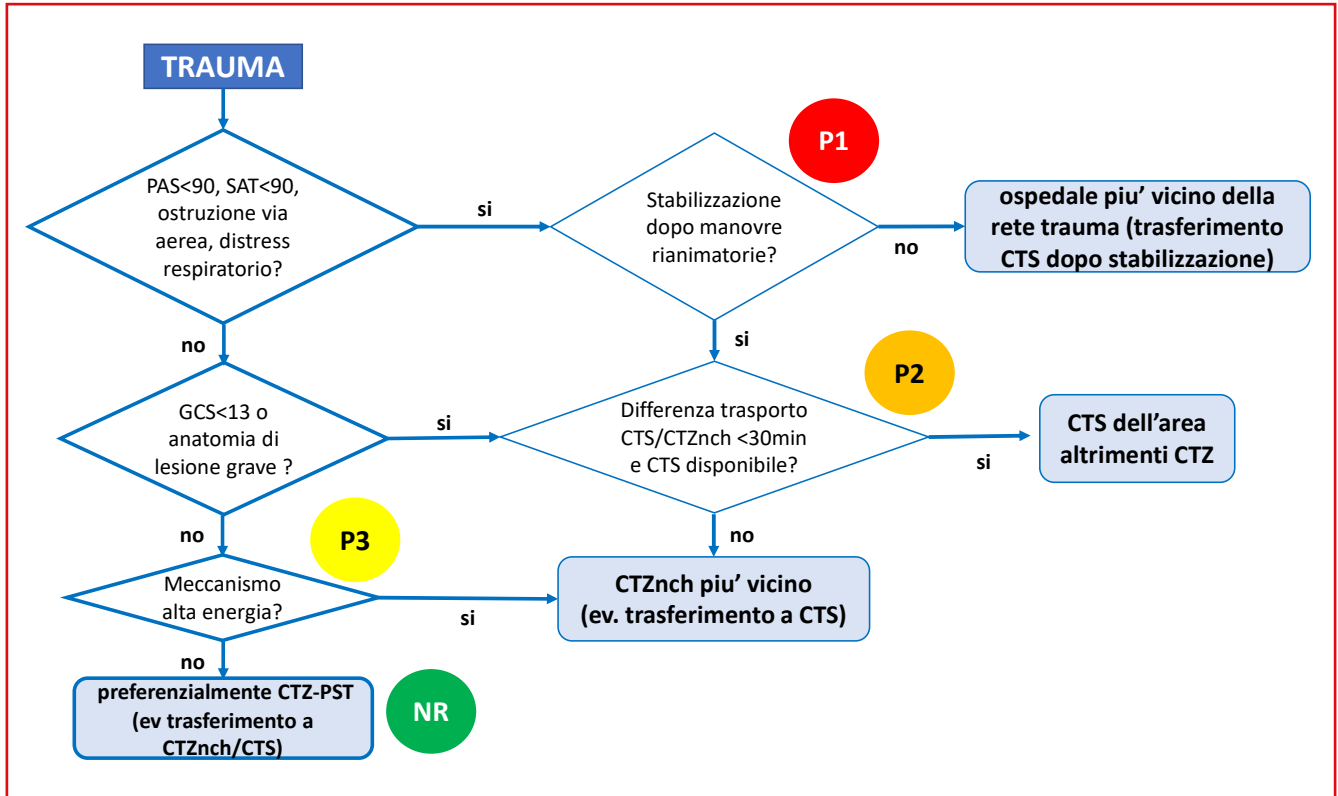 TRAUMA
PAS<90, SAT<90,
ostruzione via
aerea, distress
respiratorio?
si
Stabilizzazione
dopo manovre
rianimatorie?
P1
no
ospedale piu' vicino della
rete trauma (trasferimento
CTS dopo stabilizzazione)
no
si
GCS<13 o
anatomia di
lesione grave ?
si
Differenza trasporto
CTS/CTZnch <30min
e CTS disponibile?
P2
si
CTS dell'area
altrimenti CTZ
no
no
P3
Meccanismo
alta energia?
si
CTZnch piu' vicino
(ev. trasferimento a CTS)
no
preferenzialmente CTZ-PST
(ev trasferimento a
CTZnch/CTS)
NR